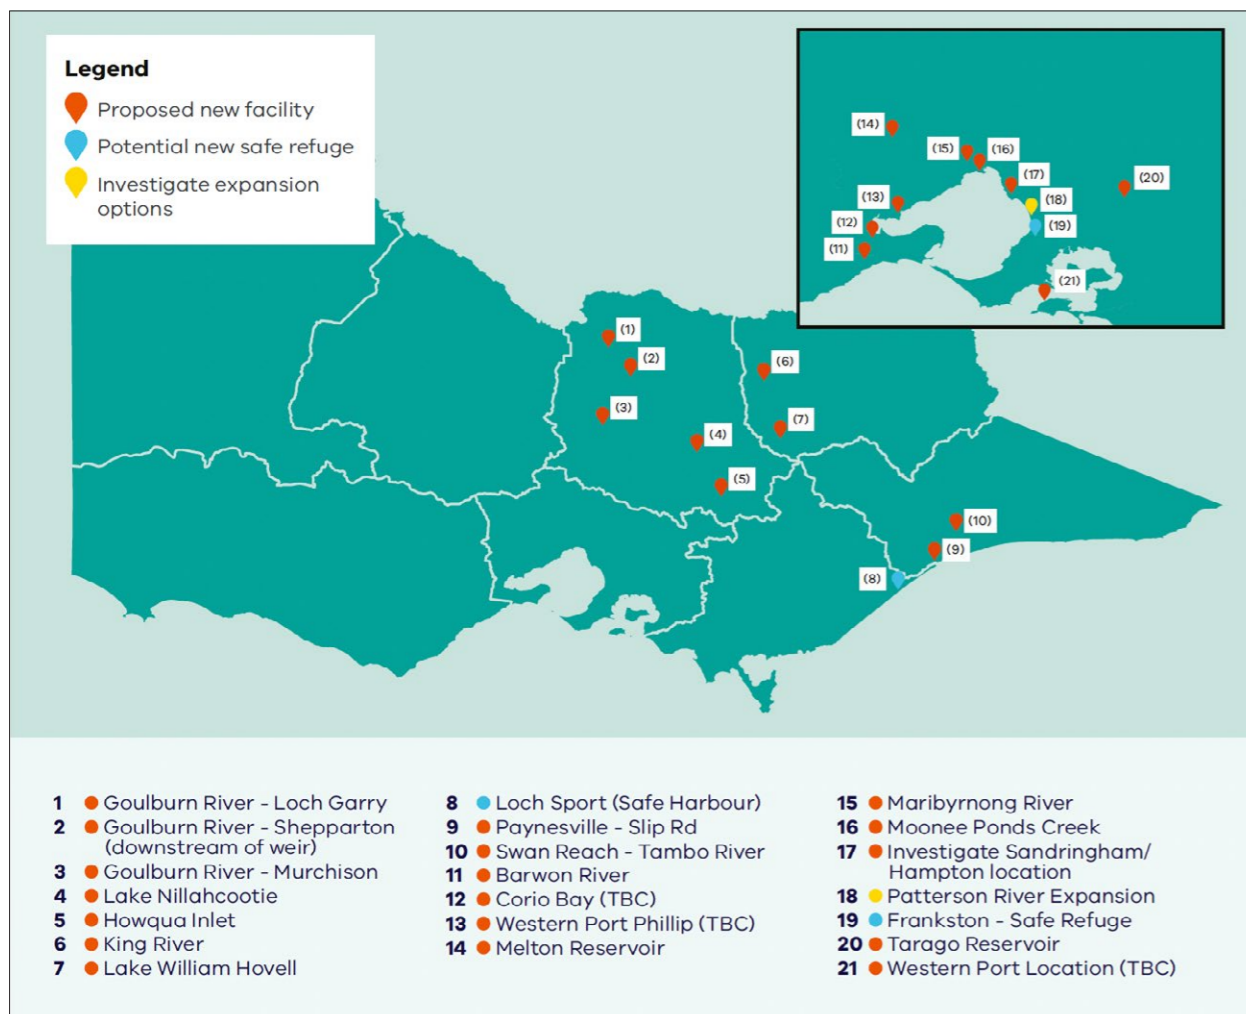 Legend
Proposed new facility
Potential new safe refuge
Investigate expansion
options
(1)
(2)
(3)
(4)
(5)
(6)
(7)
(8)
(9)
(10)
(11)
(12)
(13)
(14)
(15)
(16)
(17)
(18)
(19)
(20)
(21)
1 Goulburn River - Loch Garry
2 Goulburn River - Shepparton
(downstream of weir)
3 Goulburn River - Murchison
4 Lake Nillahcootie
5 Howqua Inlet
6 King River
7 Lake William Hovell
8 Loch Sport (Safe Harbour)
9 Paynesville - Slip Rd
10 Swan Reach - Tambo River
11 Barwon River
12 Corio Bay (TBC)
13 Western Port Phillip (TBC)
14 Melton Reservoir
15 Maribyrnong River
16 Moonee Ponds Creek
17 Investigate Sandringham/
Hampton location
18 Patterson River Expansion
19 Frankston - Safe Refuge
20 Tarago Reservoir
21 Western Port Location (TBC)